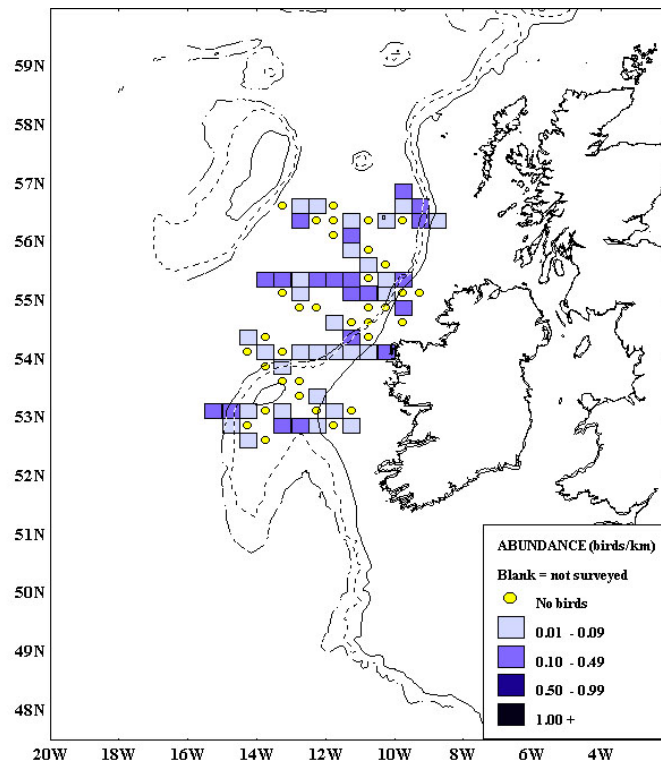 59N
58N
57N
56N
55N
54N
53N
52N
51N
50N
49N
48N
ABUNDANCE (birds/km)
Blank = not surveyed
No birds
0.01 - 0.09
0.10 - 0.49
0.50 - 0.99
1.00 +
20W 18W 16W 14W 12W 10W 8W 6W 4W